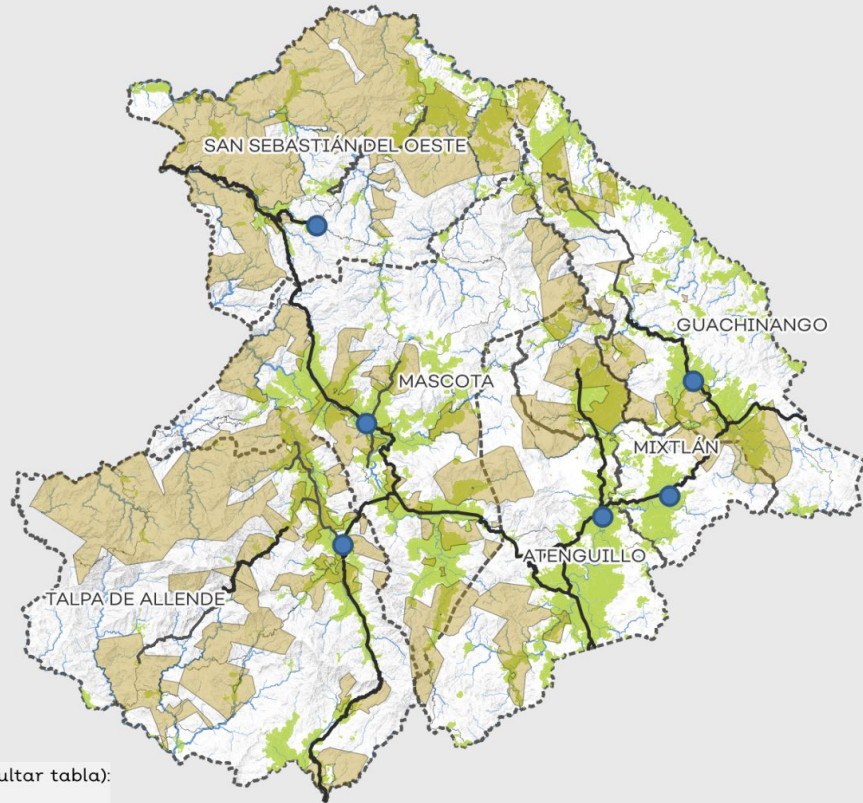 SAN SEBASTIÁN DEL OESTE
GUACHINANGO
MASCOTA
MIXTLÁN
ATENGUILLO
TALPA DE ALLENDE
ultar tabla):